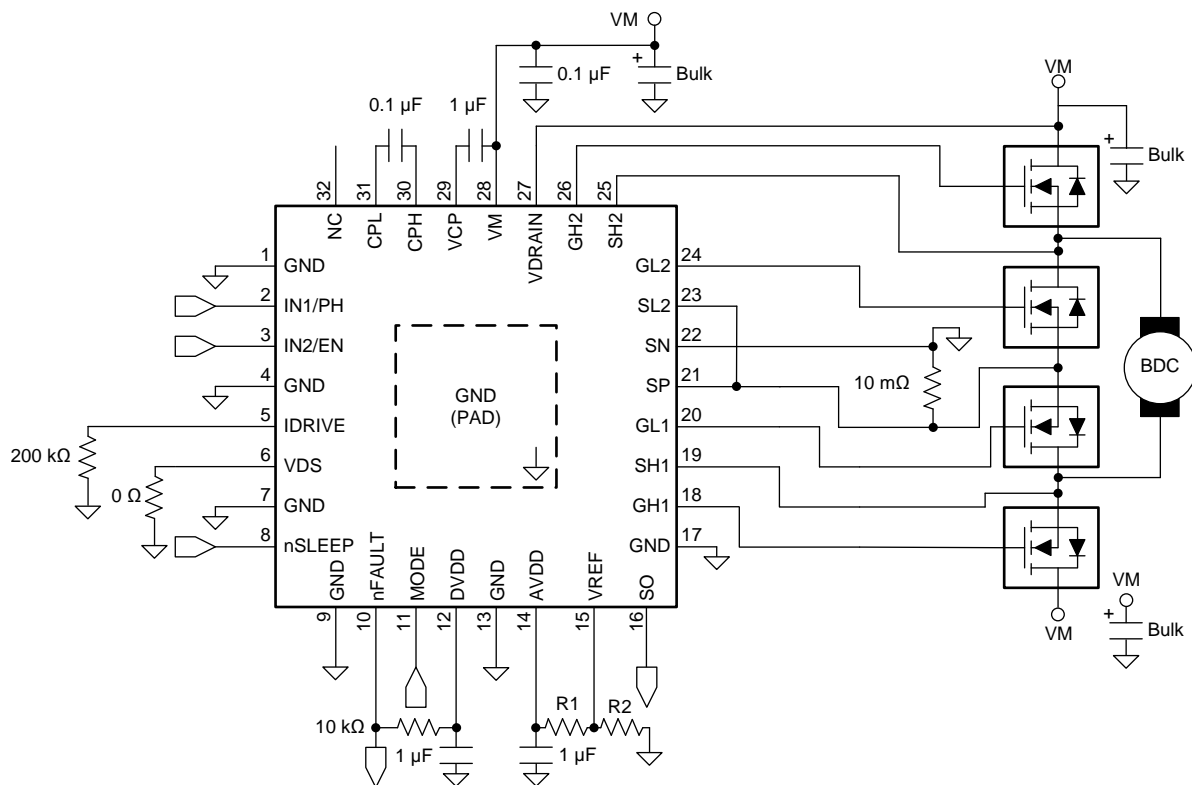 VM
0.1 µF
+
Bulk
0.1 µF
1 µF
VM
+
Bulk
32
31
30
29
28
27
26
25
NC
CPL
CPH
VCP
VM
VDRAIN
GH2
SH2
1
GND
2
IN1/PH
3
IN2/EN
4
GND
5
IDRIVE
6
VDS
7
GND
8
nSLEEP
200 kΩ
0 Ω
GND
(PAD)
GL2
24
SL2
23
SN
22
SP
21
GL1
20
SH1
19
GH1
18
GND
17
10 mΩ
BDC
GND
nFAULT
MODE
DVDD
GND
AVDD
VREF
SO
9
10
11
12
13
14
15
16
VM
VM
+
Bulk
10 kΩ
1 µF
R1
R2
1 µF